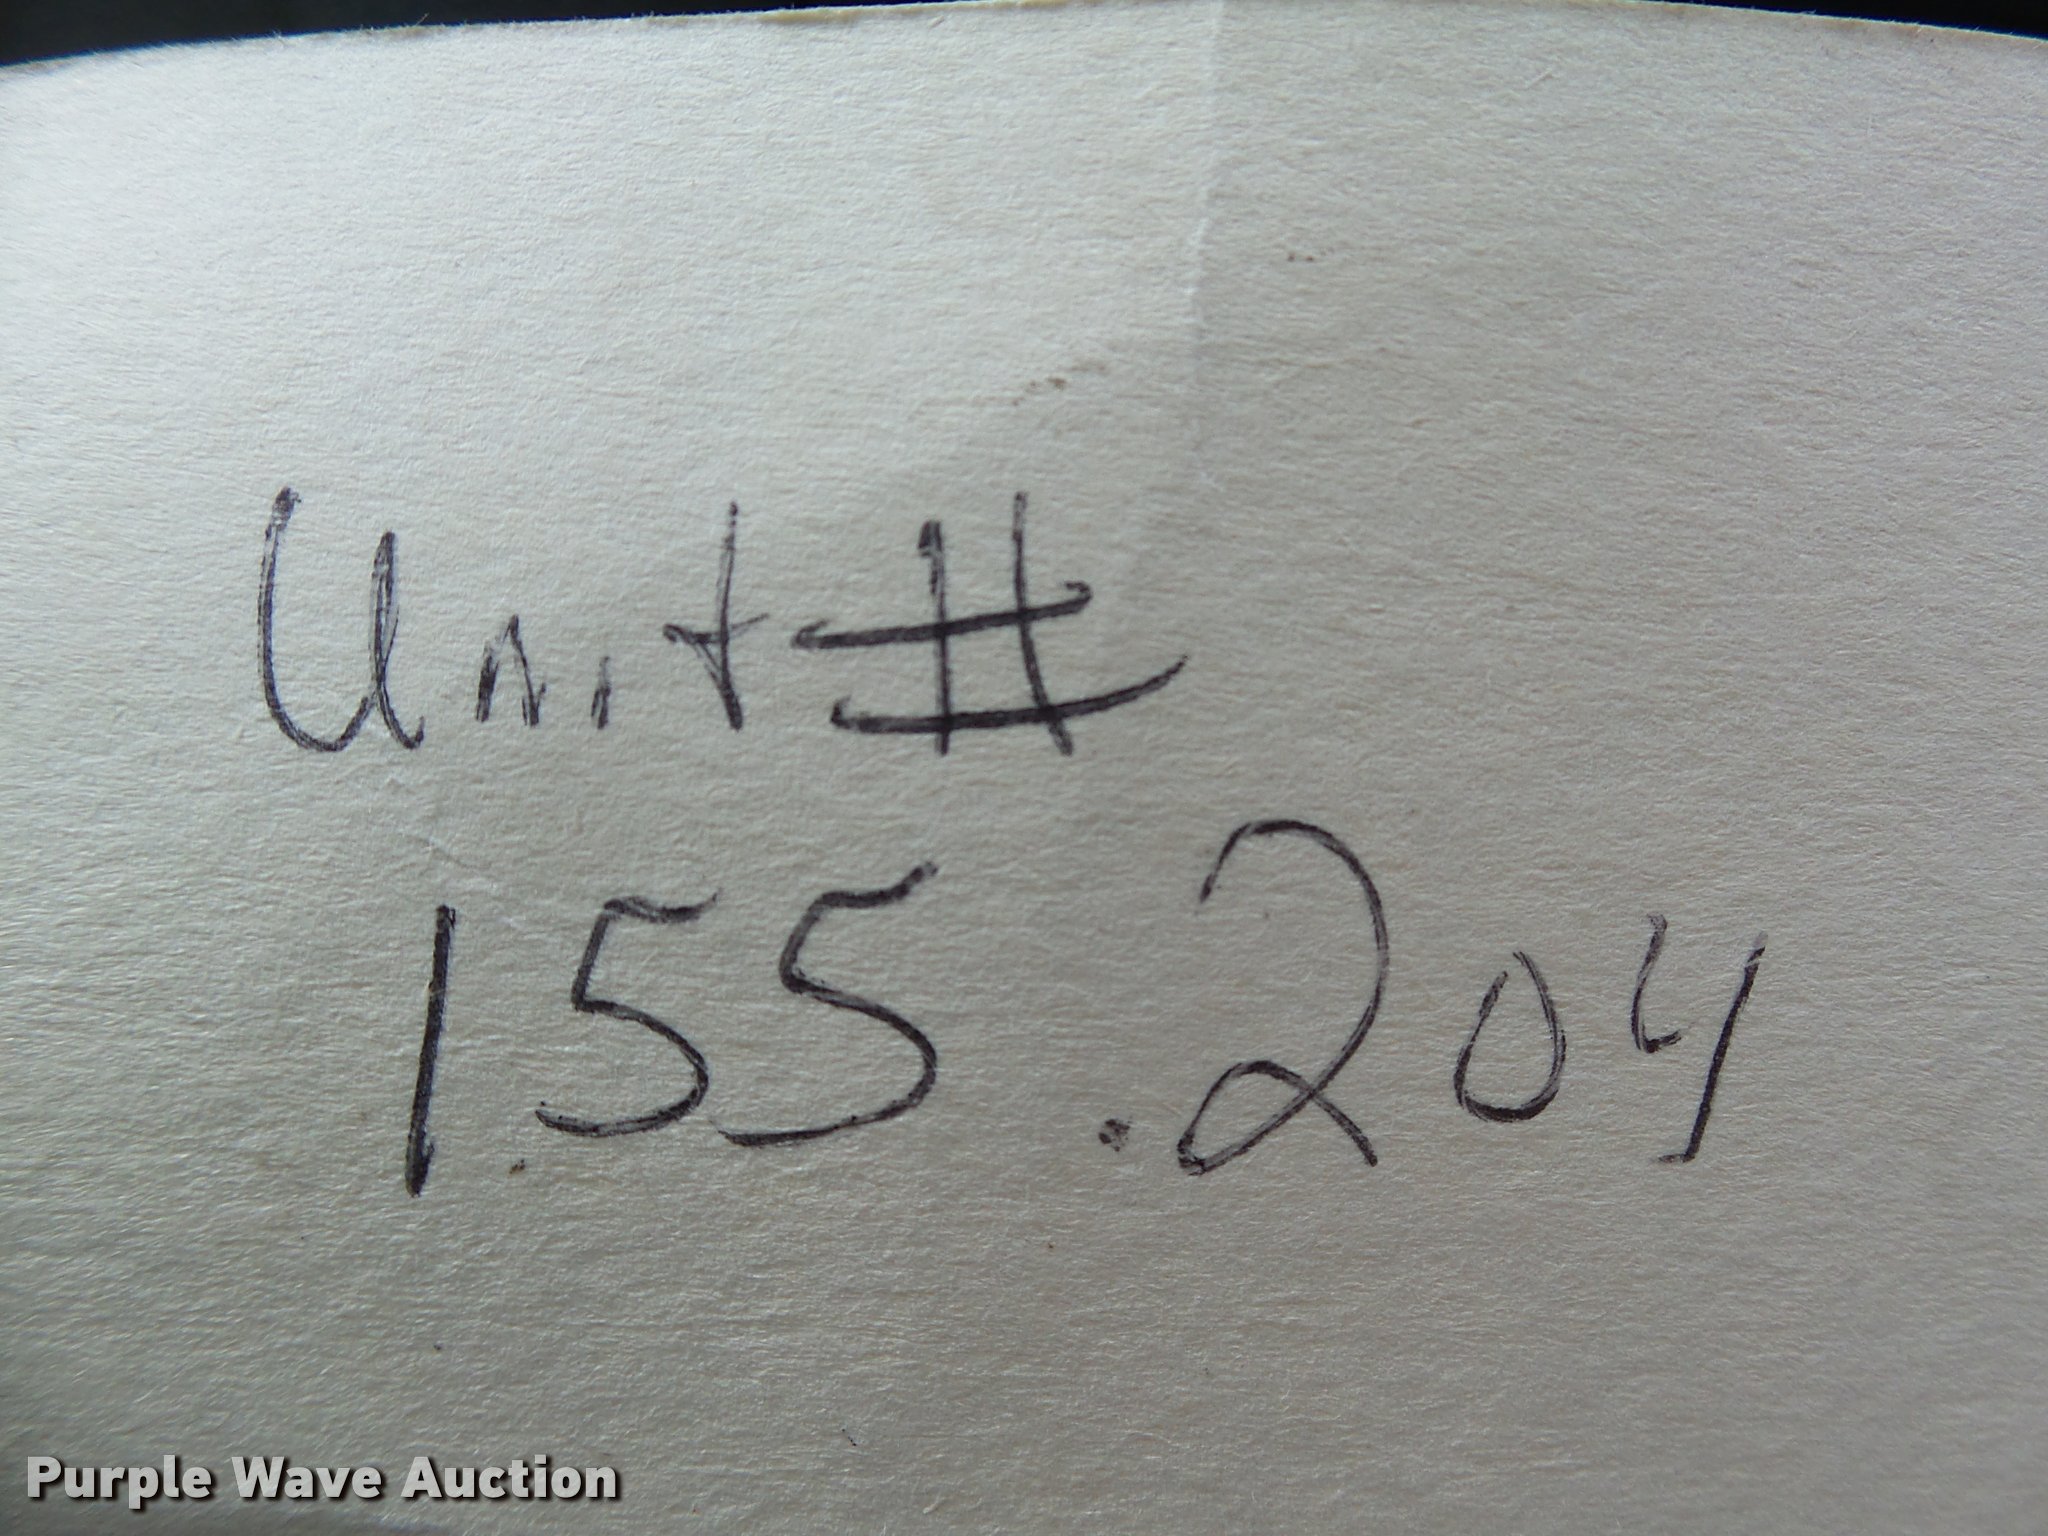 Unit #
155.204
Purple Wave Auction